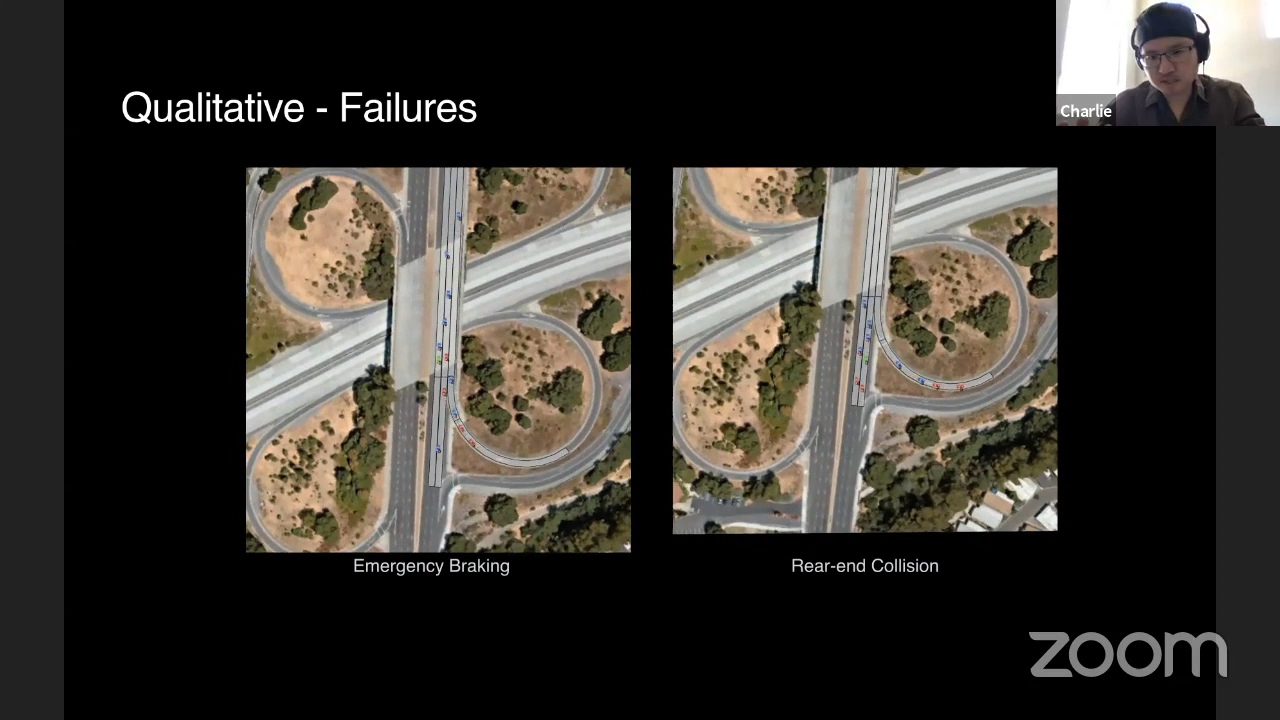 Qualitative - Failures
Charlie
Emergency Braking
Rear-end Collision
zoom